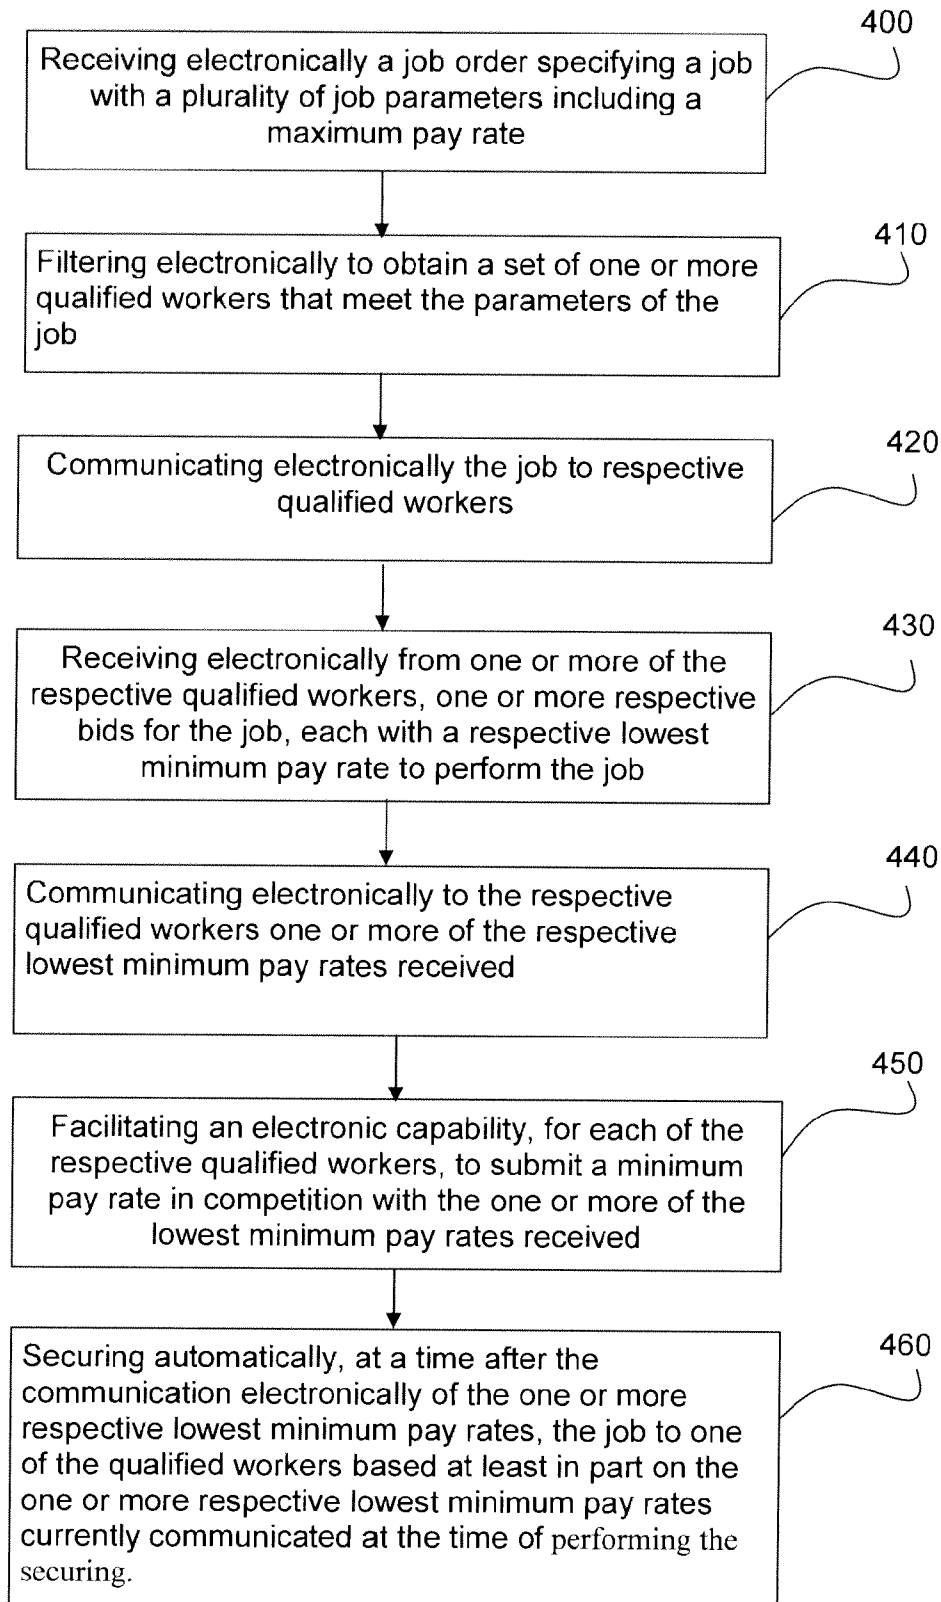 400
Receiving electronically a job order specifying a job
with a plurality of job parameters including a
maximum pay rate
410
Filtering electronically to obtain a set of one or more
qualified workers that meet the parameters of the
job
420
Communicating electronically the job to respective
qualified workers
430
Receiving electronically from one or more of the
respective qualified workers, one or more respective
bids for the job, each with a respective lowest
minimum pay rate to perform the job
440
Communicating electronically to the respective
qualified workers one or more of the respective
lowest minimum pay rates received
450
Facilitating an electronic capability, for each of the
respective qualified workers, to submit a minimum
pay rate in competition with the one or more of the
lowest minimum pay rates received
460
Securing automatically, at a time after the
communication electronically of the one or more
respective lowest minimum pay rates, the job to one
of the qualified workers based at least in part on the
one or more respective lowest minimum pay rates
currently communicated at the time of performing the
securing.